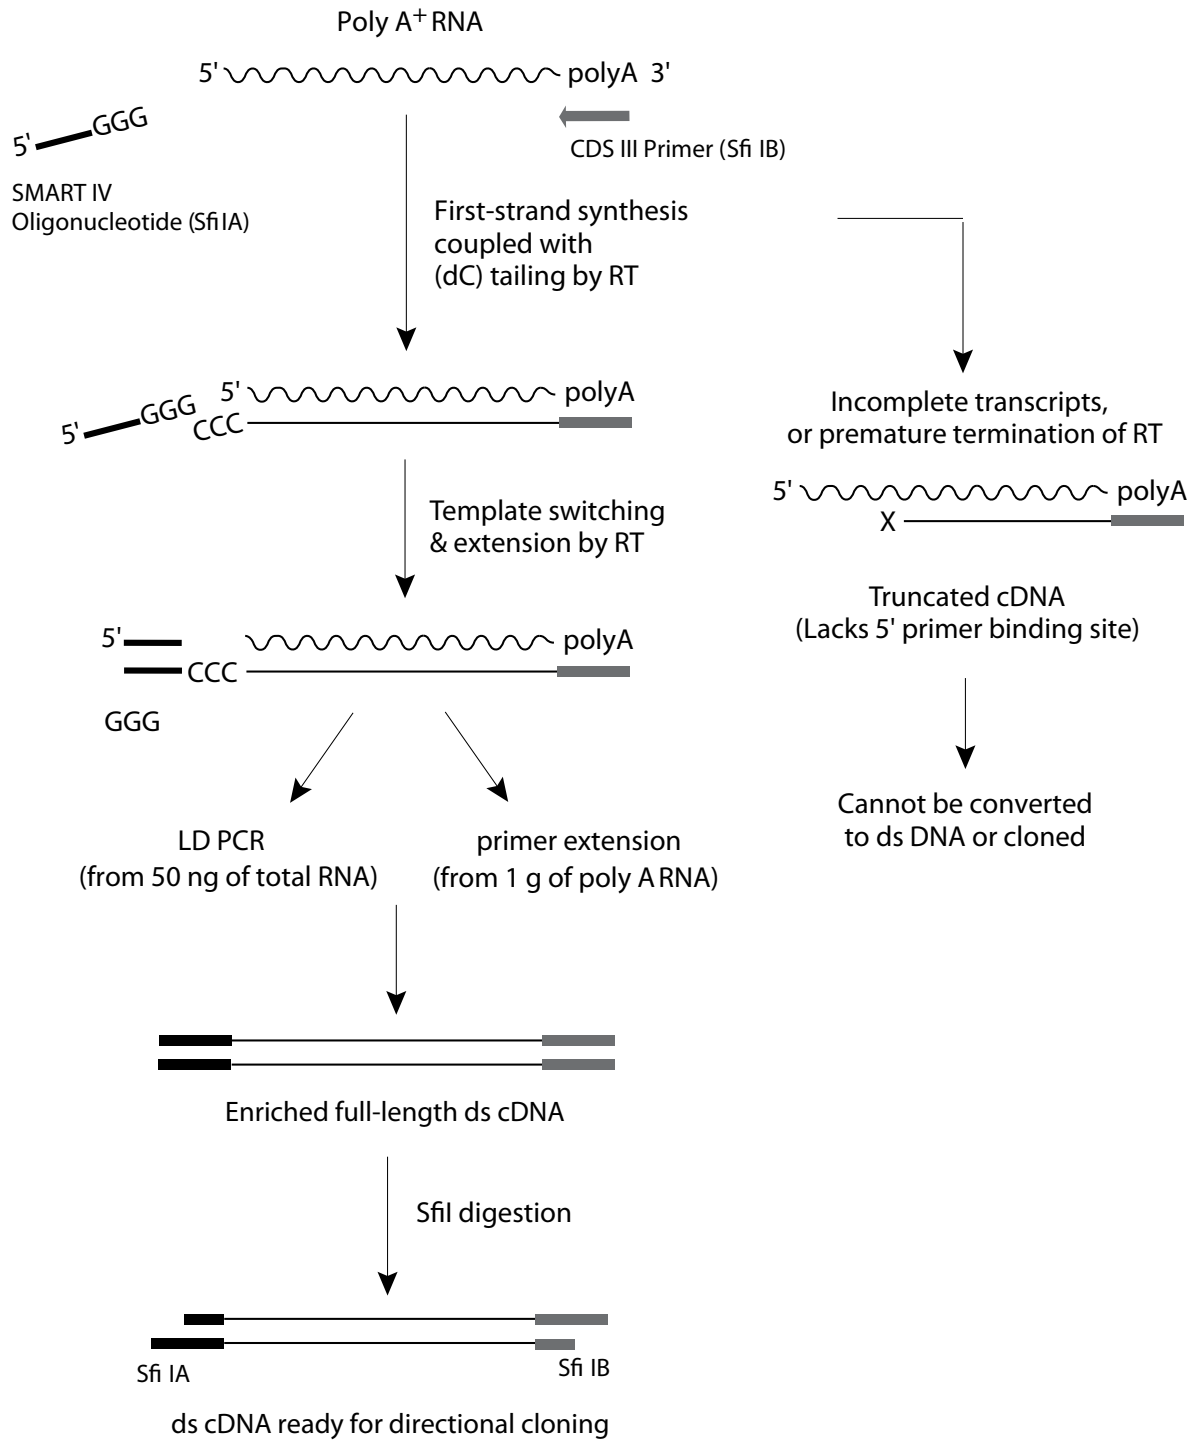 Poly A+ RNA
5' polyA 3'
5' GGG
CDS III Primer (Sfi IB)
SMART IV
Oligonucleotide (Sfi IA)
First-strand synthesis
coupled with
(dC) tailing by RT
5' polyA
5' GGG
CCC
Incomplete transcripts,
or premature termination of RT
5' polyA
X
Template switching
& extension by RT
Truncated cDNA
(Lacks 5' primer binding site)
5' polyA
CCC
GGG
Cannot be converted
to ds DNA or cloned
LD PCR
(from 50 ng of total RNA)
primer extension
(from 1 g of poly A RNA)
Enriched full-length ds cDNA
SfiI digestion
Sfi IA
Sfi IB
ds cDNA ready for directional cloning